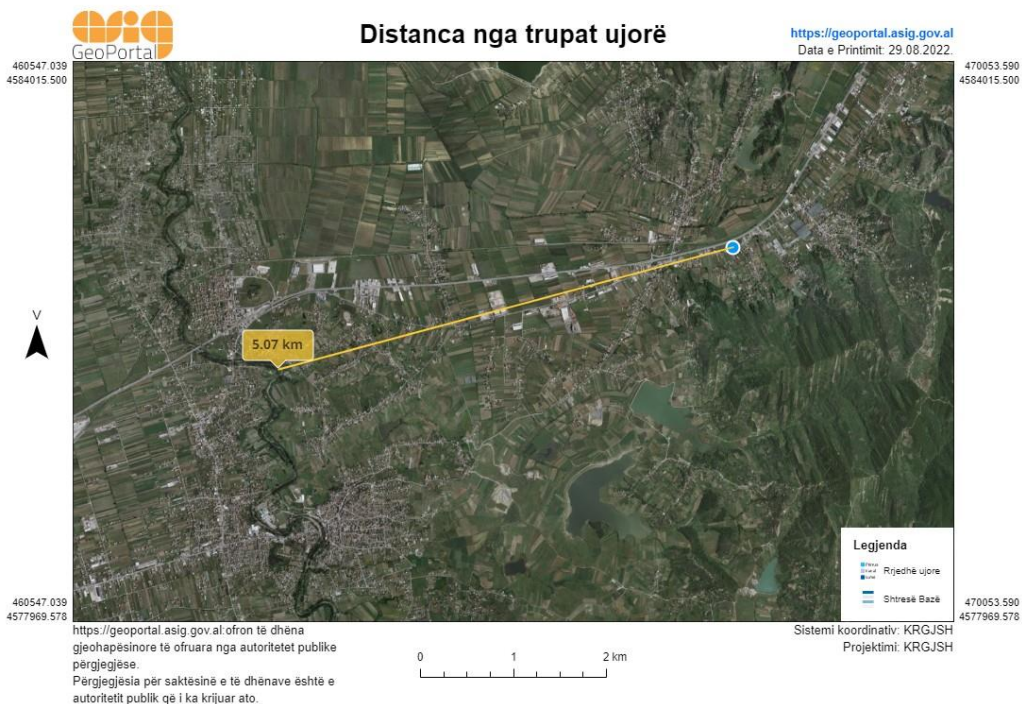 asig
GeoPortal
Distanca nga trupat ujorë
https://geoportal.asig.gov.al
Data e Printimit: 29.08.2022.
460547.039
4584015.500
470053.590
4584015.500
5.07 km
V
Legjenda
Rrjedhë ujore
Shtresë Bazë
460547.039
4577969.578
470053.590
4577969.578
https://geoportal.asig.gov.al:ofron të dhëna
gjeohapësinore të ofruara nga autoritetet publike
përgjegjëse.
Përgjegjësia për saktësinë e të dhënave është e
autoritetit publik që i ka krijuar ato.
0 1 2 km
Sistemi koordinativ: KRGJSH
Projektimi: KRGJSH